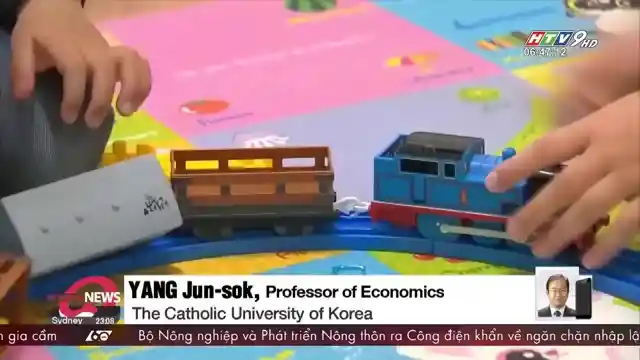 HTV9HD
06:47:12
YANG Jun-sok, Professor of Economics
NEWS
The Catholic University of Korea
Sydney 23:08
n gia cầm Bộ Nông nghiệp và Phát triển Nông thôn ra Công điện khẩn về ngăn chặn nhập lộ